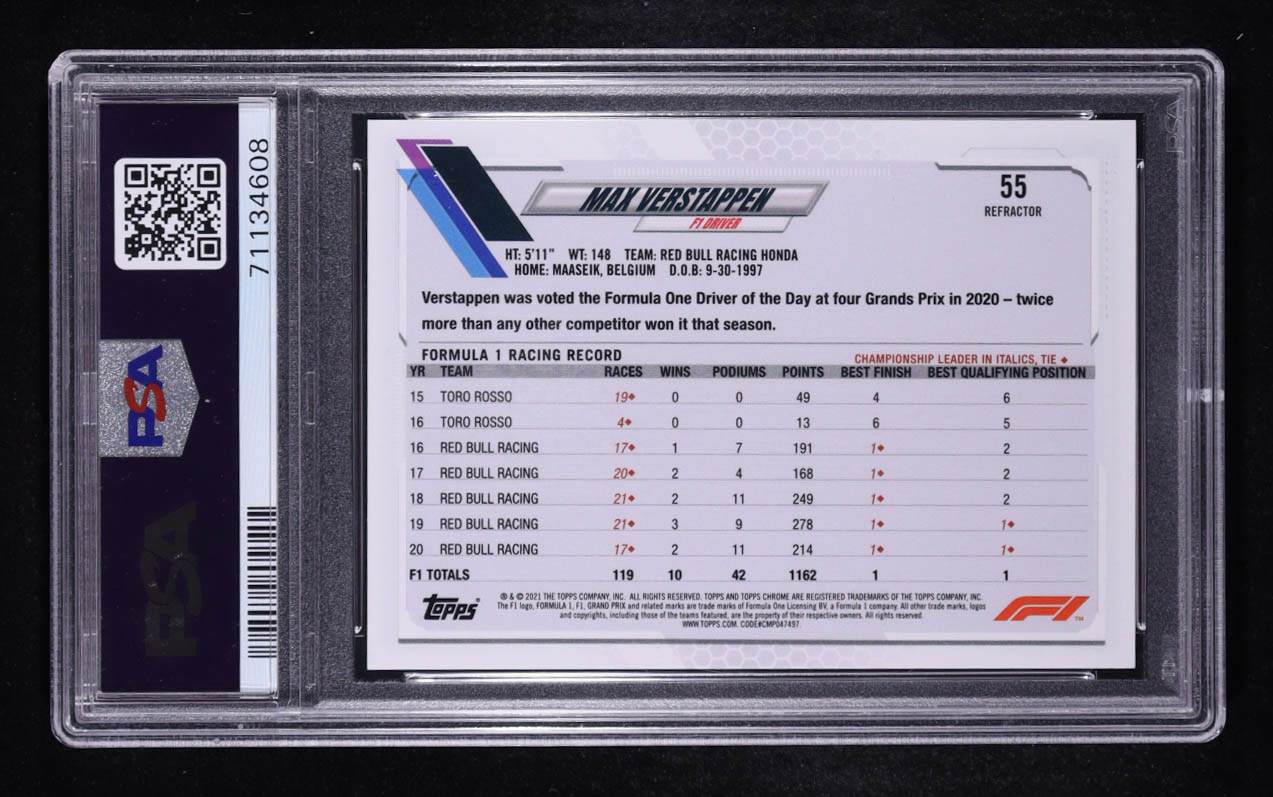 71134608
PSA
PSA
MAX VERSTAPPEN
F1 DRIVER
55
REFRACTOR
HT: 5'11" WT: 148 TEAM: RED BULL RACING HONDA
HOME: MAASEIK, BELGIUM D.O.B: 9-30-1997
Verstappen was voted the Formula One Driver of the Day at four Grands Prix in 2020 – twice
more than any other competitor won it that season.
FORMULA 1 RACING RECORD CHAMPIONSHIP LEADER IN ITALICS, TIE ♦
YR TEAM RACES WINS PODIUMS POINTS BEST FINISH BEST QUALIFYING POSITION
15 TORO ROSSO 19♦ 0 0 49 4 6
16 TORO ROSSO 4♦ 0 0 13 6 5
16 RED BULL RACING 17♦ 1 7 191 1♦ 2
17 RED BULL RACING 20♦ 2 4 168 1♦ 2
18 RED BULL RACING 21♦ 2 11 249 1♦ 2
19 RED BULL RACING 21♦ 3 9 278 1♦ 1♦
20 RED BULL RACING 17♦ 2 11 214 1♦ 1♦
F1 TOTALS 119 10 42 1162 1 1
Topps®
® & © 2021 THE TOPPS COMPANY, INC. ALL RIGHTS RESERVED. TOPPS AND TOPPS CHROME ARE REGISTERED TRADEMARKS OF THE TOPPS COMPANY, INC.
The F1 logo, FORMULA 1, F1, GRAND PRIX and related marks are trade marks of Formula One Licensing BV, a Formula 1 company. All other trade marks, logos
and copyrights, including those of the teams featured, are the property of their respective owners. All rights reserved.
WWW.TOPPS.COM. CODE#CMP047497.
F1™